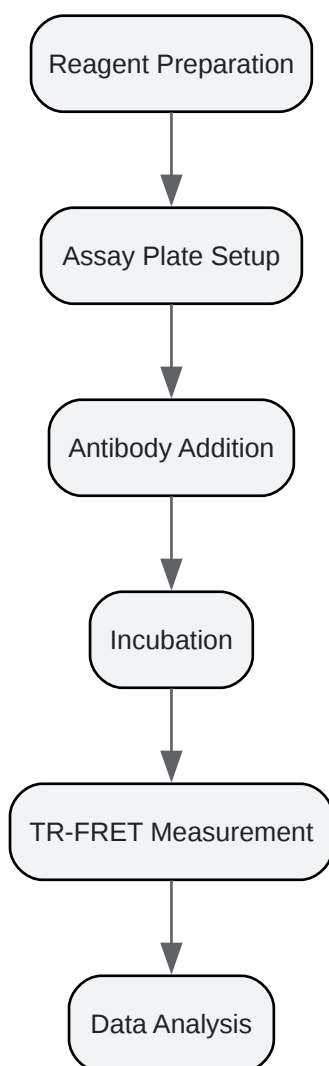 Reagent Preparation
Assay Plate Setup
Antibody Addition
Incubation
TR-FRET Measurement
Data Analysis